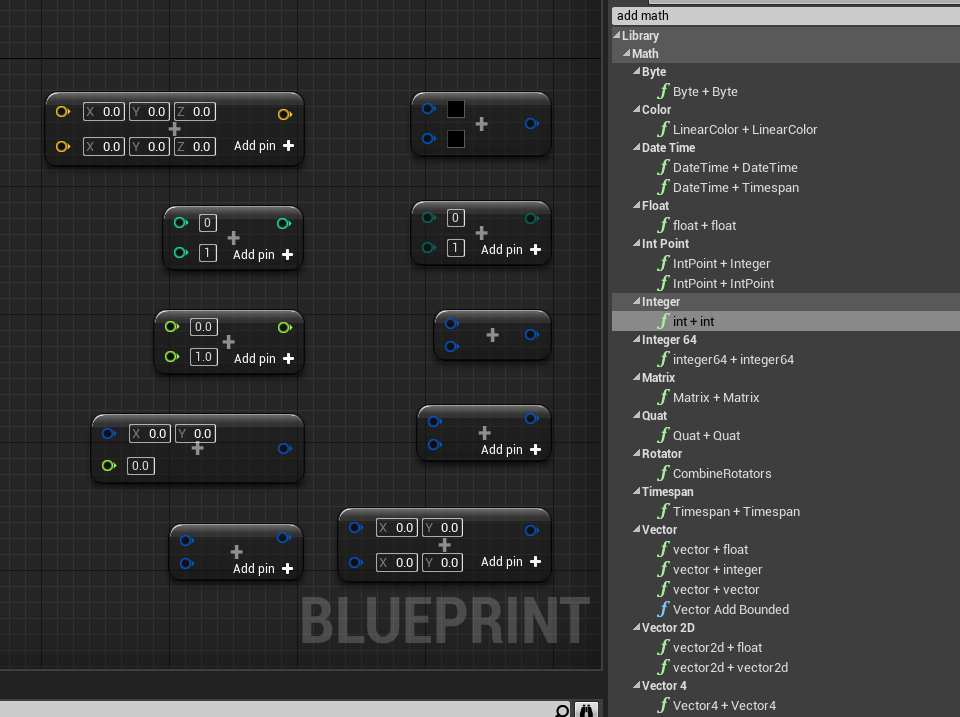 X 0.0 Y 0.0 Z 0.0
X 0.0 Y 0.0 Z 0.0 Add pin
0
1 Add pin
0
1 Add pin
0.0
1.0 Add pin
X 0.0 Y 0.0
0.0
Add pin
Add pin
X 0.0 Y 0.0
X 0.0 Y 0.0 Add pin
BLUEPRINT
add math
Library
Math
Byte
f Byte + Byte
Color
f LinearColor + LinearColor
Date Time
f DateTime + DateTime
f DateTime + Timespan
Float
f float + float
Int Point
f IntPoint + Integer
f IntPoint + IntPoint
Integer
f int + int
Integer 64
f integer64 + integer64
Matrix
f Matrix + Matrix
Quat
f Quat + Quat
Rotator
f CombineRotators
Timespan
f Timespan + Timespan
Vector
f vector + float
f vector + integer
f vector + vector
f Vector Add Bounded
Vector 2D
f vector2d + float
f vector2d + vector2d
Vector 4
f Vector4 + Vector4